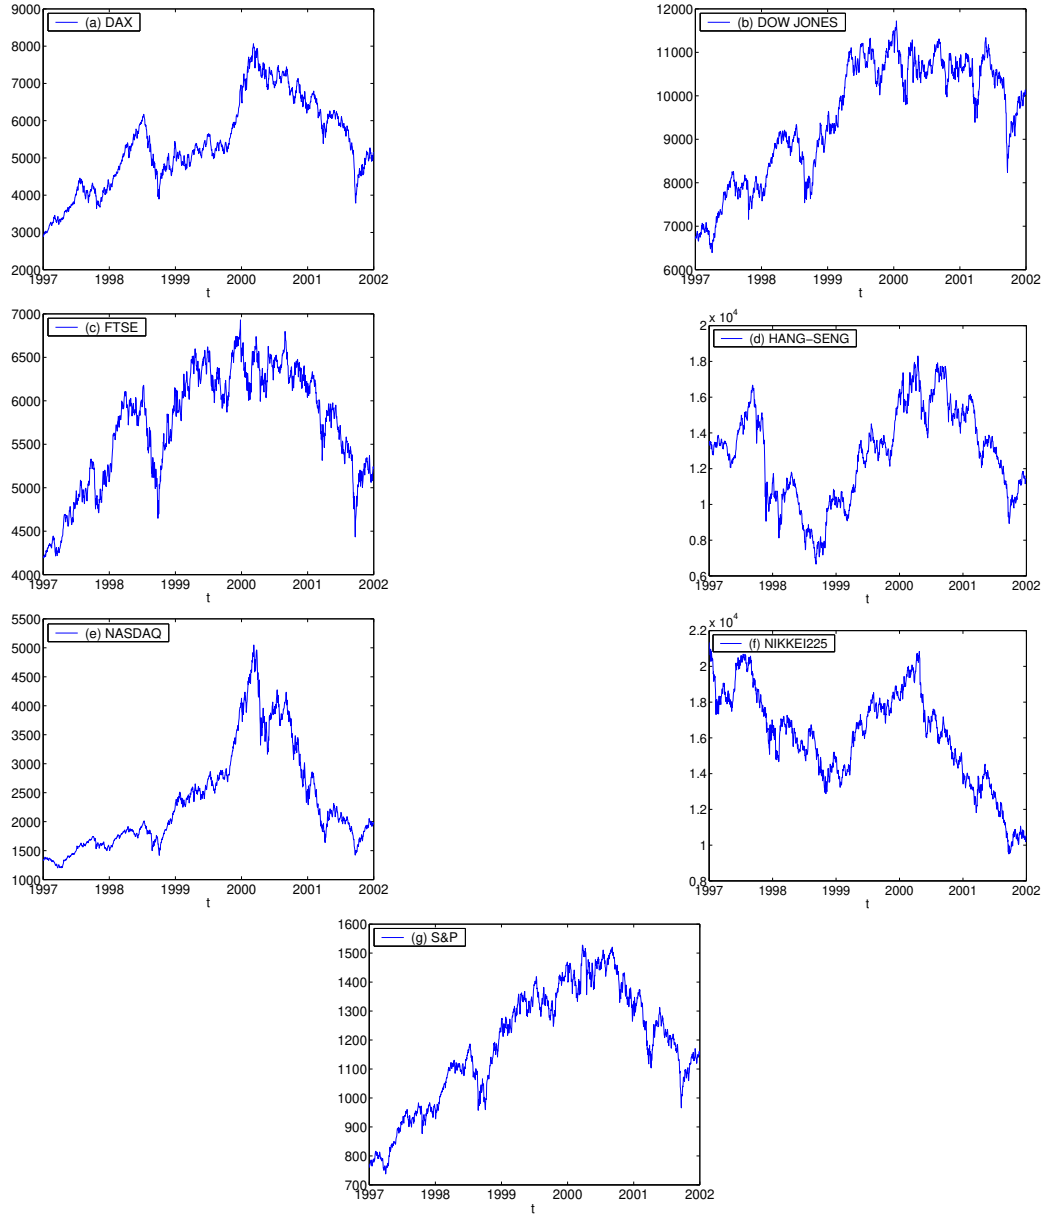 9000
8000
7000
6000
5000
4000
3000
2000
(a) DAX
1997 1998 1999 2000 2001 2002
t
12000
11000
10000
9000
8000
7000
6000
(b) DOW JONES
1997 1998 1999 2000 2001 2002
t
7000
6500
6000
5500
5000
4500
4000
(c) FTSE
1997 1998 1999 2000 2001 2002
t
x 10^4
2
1.8
1.6
1.4
1.2
1
0.8
0.6
(d) HANG−SENG
1997 1998 1999 2000 2001 2002
t
5500
5000
4500
4000
3500
3000
2500
2000
1500
1000
(e) NASDAQ
1997 1998 1999 2000 2001 2002
t
x 10^4
2.2
2
1.8
1.6
1.4
1.2
1
0.8
(f) NIKKEI225
1997 1998 1999 2000 2001 2002
t
1600
1500
1400
1300
1200
1100
1000
900
800
700
(g) S&P
1997 1998 1999 2000 2001 2002
t